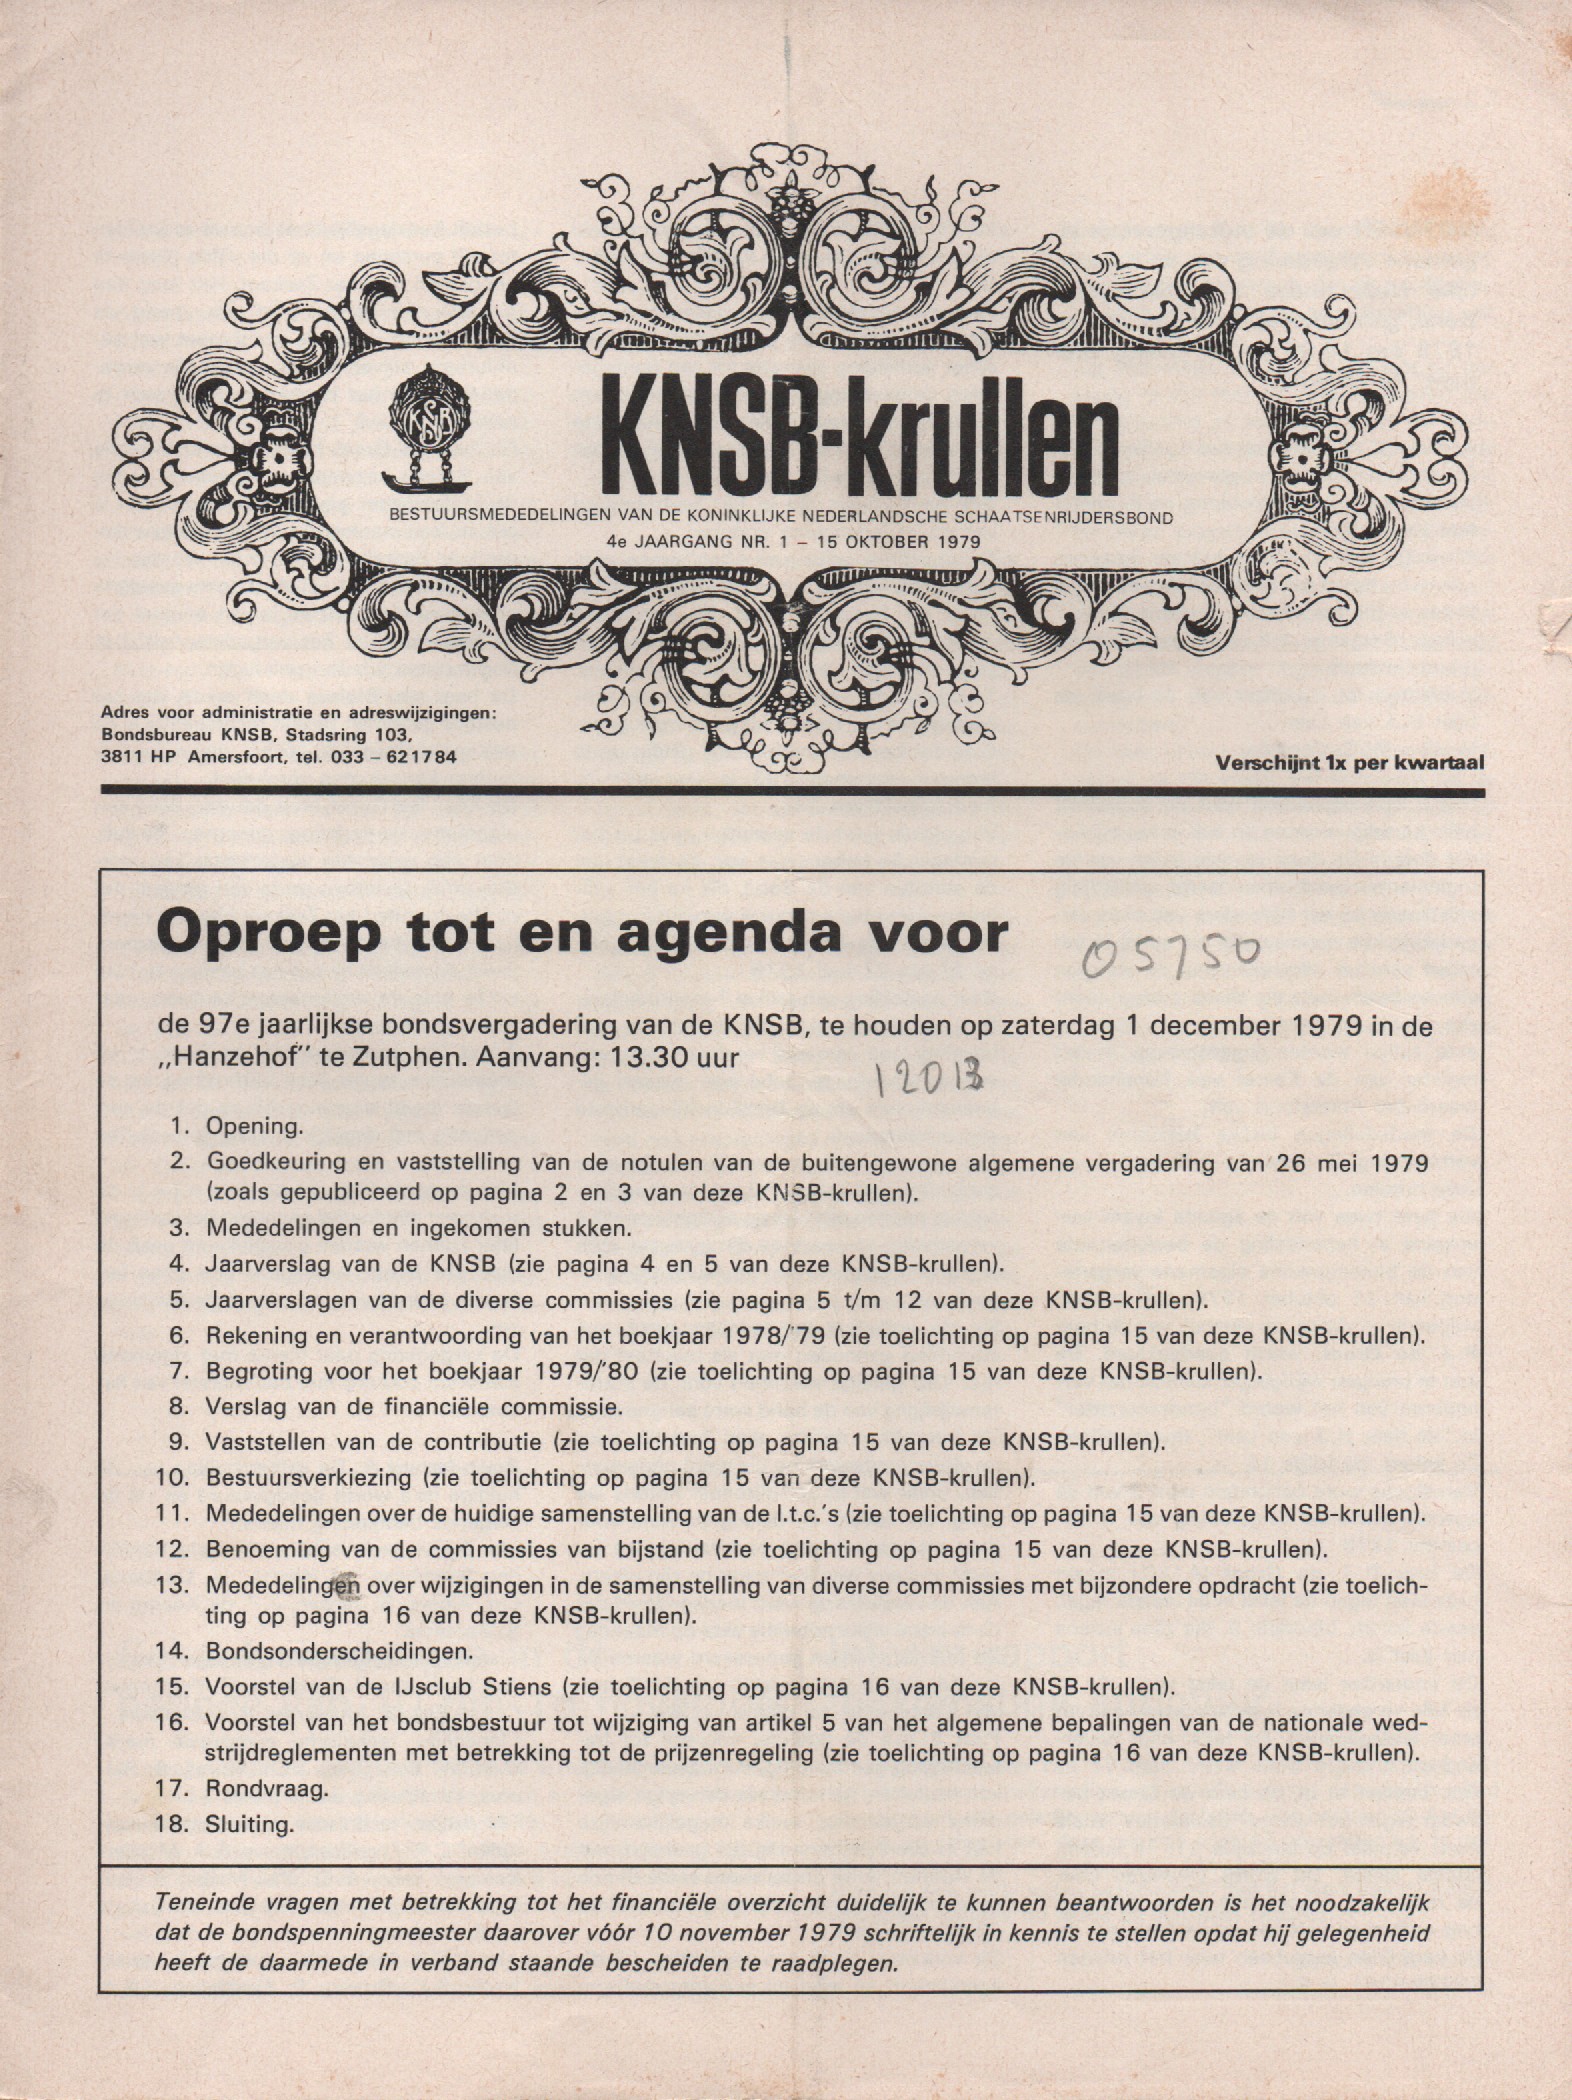 KNSB
KNSB-krullen
BESTUURSMEDEDELINGEN VAN DE KONINKLIJKE NEDERLANDSCHE SCHAATSENRIJDERSBOND
4e JAARGANG NR. 1 – 15 OKTOBER 1979
Adres voor administratie en adreswijzigingen:
Bondsbureau KNSB, Stadsring 103,
3811 HP Amersfoort, tel. 033 – 621784
Verschijnt 1x per kwartaal
Oproep tot en agenda voor
05750
de 97e jaarlijkse bondsvergadering van de KNSB, te houden op zaterdag 1 december 1979 in de
„Hanzehof” te Zutphen. Aanvang: 13.30 uur
12013
1. Opening.
2. Goedkeuring en vaststelling van de notulen van de buitengewone algemene vergadering van 26 mei 1979
(zoals gepubliceerd op pagina 2 en 3 van deze KNSB-krullen).
3. Mededelingen en ingekomen stukken.
4. Jaarverslag van de KNSB (zie pagina 4 en 5 van deze KNSB-krullen).
5. Jaarverslagen van de diverse commissies (zie pagina 5 t/m 12 van deze KNSB-krullen).
6. Rekening en verantwoording van het boekjaar 1978/'79 (zie toelichting op pagina 15 van deze KNSB-krullen).
7. Begroting voor het boekjaar 1979/'80 (zie toelichting op pagina 15 van deze KNSB-krullen).
8. Verslag van de financiële commissie.
9. Vaststellen van de contributie (zie toelichting op pagina 15 van deze KNSB-krullen).
10. Bestuursverkiezing (zie toelichting op pagina 15 van deze KNSB-krullen).
11. Mededelingen over de huidige samenstelling van de l.t.c.'s (zie toelichting op pagina 15 van deze KNSB-krullen).
12. Benoeming van de commissies van bijstand (zie toelichting op pagina 15 van deze KNSB-krullen).
13. Mededelingen over wijzigingen in de samenstelling van diverse commissies met bijzondere opdracht (zie toelich-
ting op pagina 16 van deze KNSB-krullen).
14. Bondsonderscheidingen.
15. Voorstel van de IJsclub Stiens (zie toelichting op pagina 16 van deze KNSB-krullen).
16. Voorstel van het bondsbestuur tot wijziging van artikel 5 van het algemene bepalingen van de nationale wed-
strijdreglementen met betrekking tot de prijzenregeling (zie toelichting op pagina 16 van deze KNSB-krullen).
17. Rondvraag.
18. Sluiting.
Teneinde vragen met betrekking tot het financiële overzicht duidelijk te kunnen beantwoorden is het noodzakelijk
dat de bondspenningmeester daarover vóór 10 november 1979 schriftelijk in kennis te stellen opdat hij gelegenheid
heeft de daarmede in verband staande bescheiden te raadplegen.